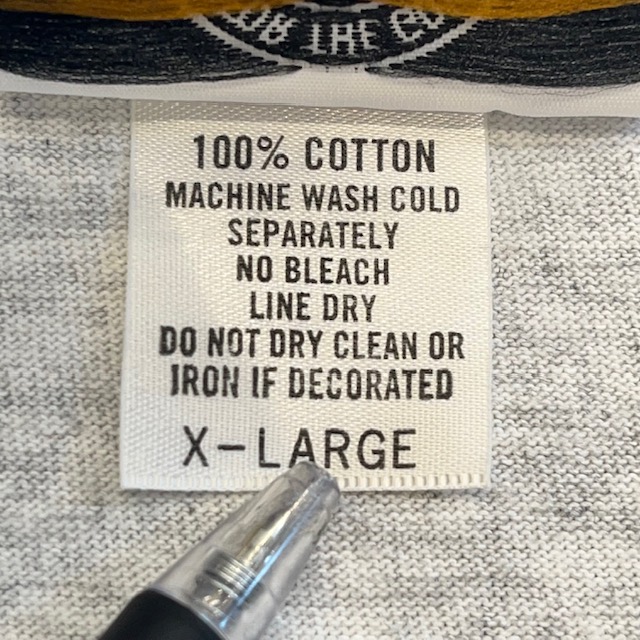 THE
100% COTTON
MACHINE WASH COLD
SEPARATELY
NO BLEACH
LINE DRY
DO NOT DRY CLEAN OR
IRON IF DECORATED
X-LARGE